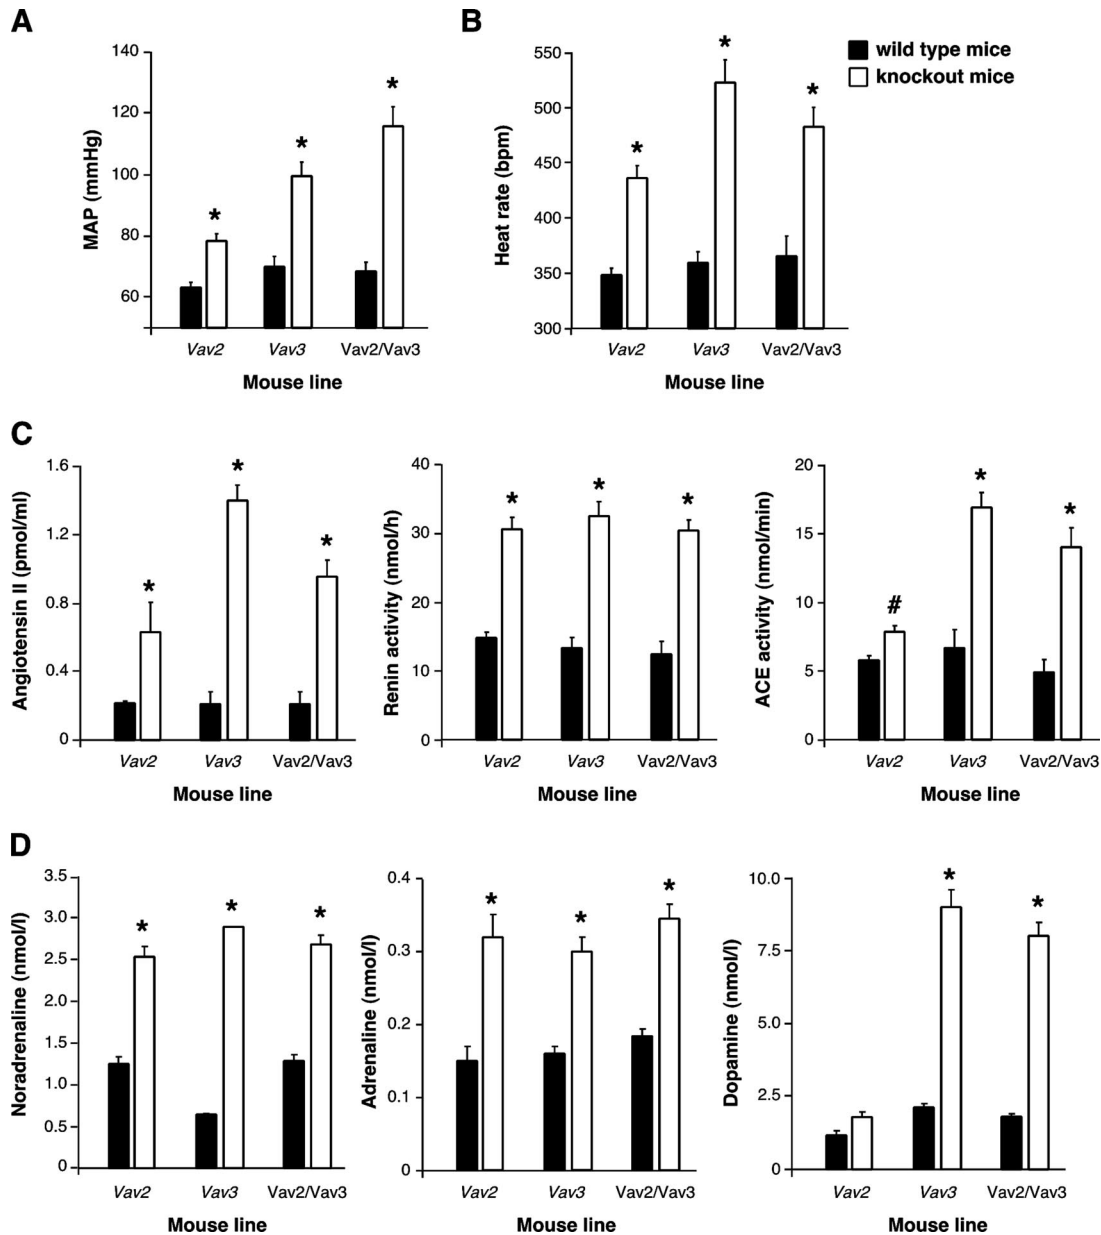 A
MAP (mmHg)
140
120
100
80
60
*
*
*
Vav2 Vav3 Vav2/Vav3
Mouse line
B
Heat rate (bpm)
550
500
450
400
350
300
*
*
*
Vav2 Vav3 Vav2/Vav3
Mouse line
wild type mice
knockout mice
C
Angiotensin II (pmol/ml)
1.6
1.2
0.8
0.4
0
*
*
*
Vav2 Vav3 Vav2/Vav3
Mouse line
Renin activity (nmol/h)
40
30
20
10
0
*
*
*
Vav2 Vav3 Vav2/Vav3
Mouse line
ACE activity (nmol/min)
20
15
10
5
0
#
*
*
Vav2 Vav3 Vav2/Vav3
Mouse line
D
Noradrenaline (nmol/l)
3.5
3.0
2.5
2.0
1.5
1.0
0.5
0
*
*
*
Vav2 Vav3 Vav2/Vav3
Mouse line
Adrenaline (nmol/l)
0.4
0.3
0.2
0.1
0
*
*
*
Vav2 Vav3 Vav2/Vav3
Mouse line
Dopamine (nmol/l)
10.0
7.5
5.0
2.5
0
*
*
Vav2 Vav3 Vav2/Vav3
Mouse line